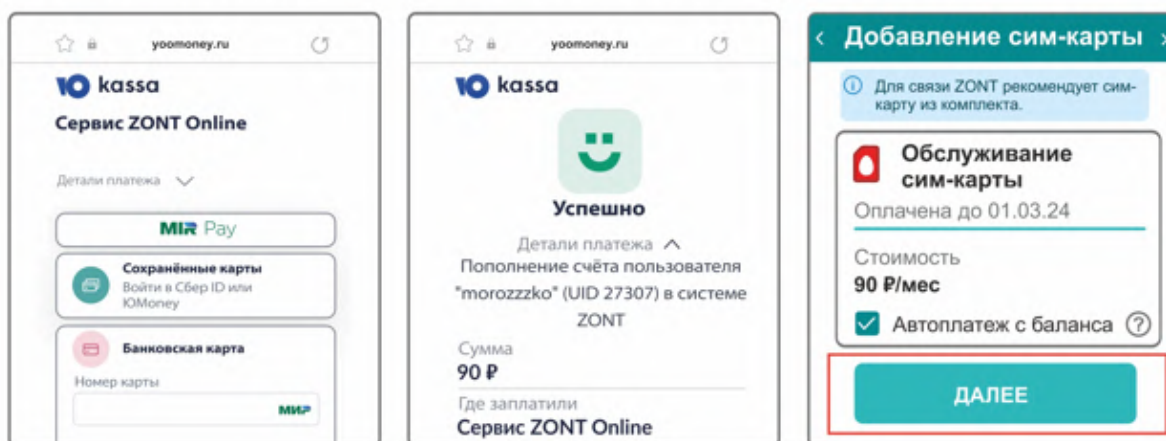 yoomoney.ru
Ю kassa
Сервис ZONT Online
Детали платежа
MIR Pay
Сохранённые карты
Войти в Сбер ID или
ЮMoney
Банковская карта
Номер карты
МИР
yoomoney.ru
Ю kassa
Успешно
Детали платежа
Пополнение счёта пользователя
"morozzzko" (UID 27307) в системе
ZONT
Сумма
90 ₽
Где заплатили
Сервис ZONT Online
Добавление сим-карты
Для связи ZONT рекомендует сим-
карту из комплекта.
Обслуживание
сим-карты
Оплачена до 01.03.24
Стоимость
90 ₽/мес
Автоплатеж с баланса ?
ДАЛЕЕ